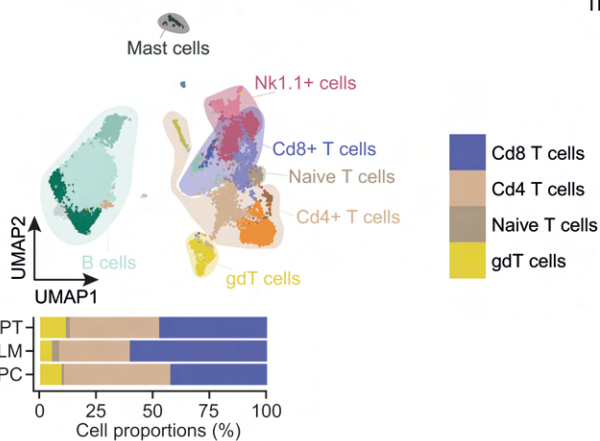 Mast cells
Nk1.1+ cells
Cd8+ T cells
Naive T cells
Cd4+ T cells
B cells
gdT cells
UMAP2
UMAP1
Cd8 T cells
Cd4 T cells
Naive T cells
gdT cells
PT
LM
PC
0 25 50 75 100
Cell proportions (%)